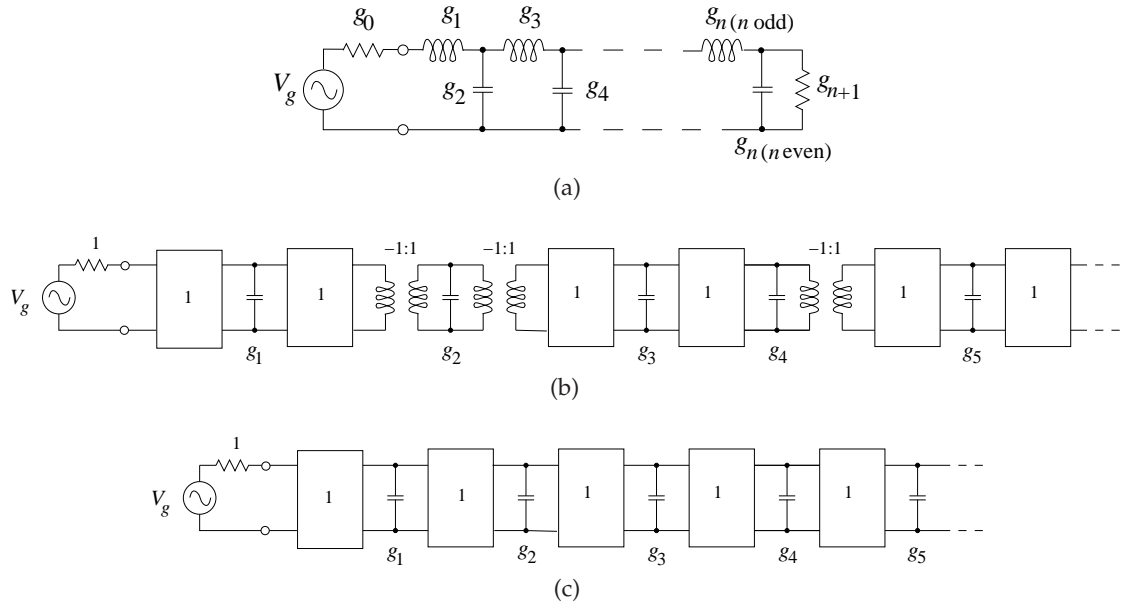 g0 g1 g3 gn(n odd)
Vg g2 g4 gn+1
gn(n even)
(a)
1 –1:1 –1:1 –1:1
Vg 1 1 1 1 1 1
g1 g2 g3 g4 g5
(b)
1
Vg 1 1 1 1 1
g1 g2 g3 g4 g5
(c)